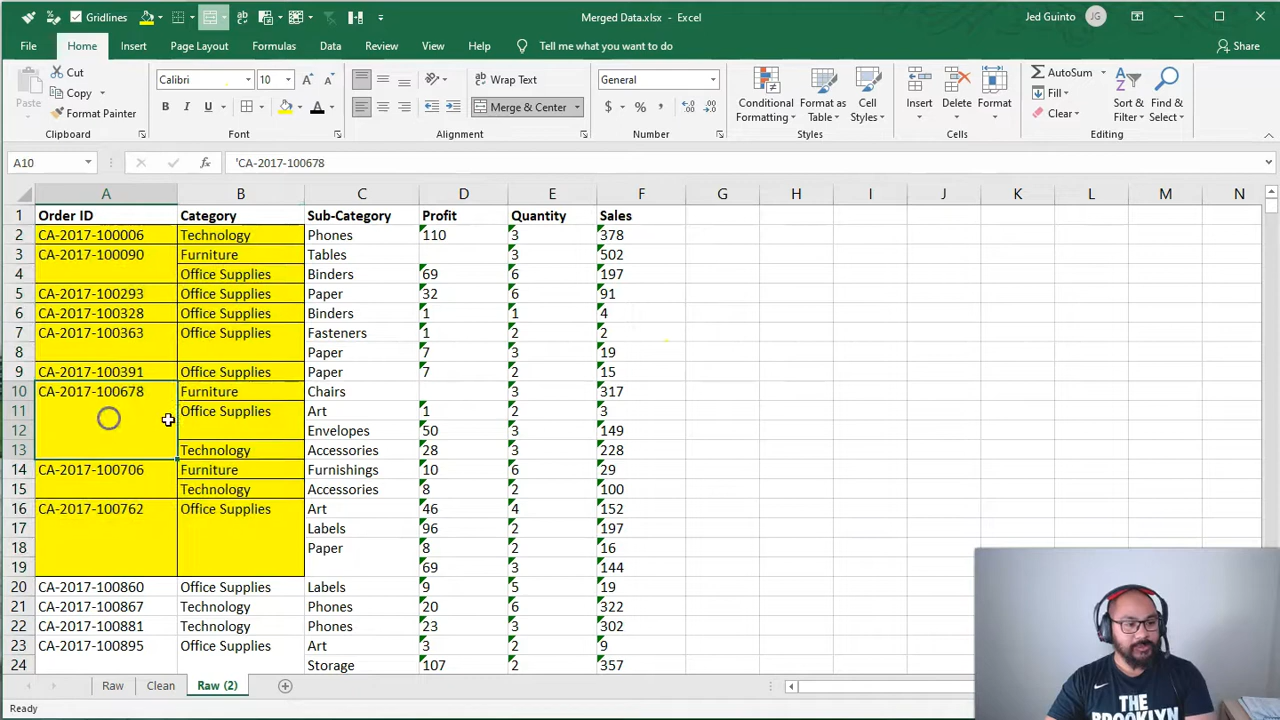 Gridlines Merged Data.xlsx - Excel Jed Guinto JG
File Home Insert Page Layout Formulas Data Review View Help Tell me what you want to do Share
Cut Calibri 10 Wrap Text General AutoSum
Paste Copy Conditional Formatting Format as Table Cell Styles Insert Delete Format Fill Sort & Filter Find & Select
Format Painter B I U A Merge & Center $ % Clear
Clipboard Font Alignment Number Styles Cells Editing
A10 fx 'CA-2017-100678
A B C D E F G H I J K L M N
1 Order ID Category Sub-Category Profit Quantity Sales
2 CA-2017-100006 Technology Phones 110 3 378
3 CA-2017-100090 Furniture Tables 3 502
4 Office Supplies Binders 69 6 197
5 CA-2017-100293 Office Supplies Paper 32 6 91
6 CA-2017-100328 Office Supplies Binders 1 1 4
7 CA-2017-100363 Office Supplies Fasteners 1 2 2
8 Paper 7 3 19
9 CA-2017-100391 Office Supplies Paper 7 2 15
10 CA-2017-100678 Furniture Chairs 3 317
11 Office Supplies Art 1 2 3
12 Envelopes 50 3 149
13 Technology Accessories 28 3 228
14 CA-2017-100706 Furniture Furnishings 10 6 29
15 Technology Accessories 8 2 100
16 CA-2017-100762 Office Supplies Art 46 4 152
17 Labels 96 2 197
18 Paper 8 2 16
19 69 3 144
20 CA-2017-100860 Office Supplies Labels 9 5 19
21 CA-2017-100867 Technology Phones 20 6 322
22 CA-2017-100881 Technology Phones 23 3 302
23 CA-2017-100895 Office Supplies Art 3 2 9
24 Storage 107 2 357
Raw Clean Raw (2)
Ready
THE
BROOKLYN